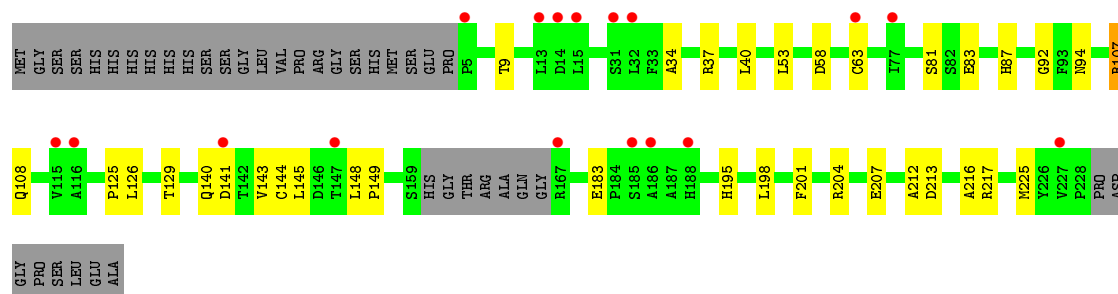 MET GLY SER SER HIS HIS HIS HIS HIS HIS SER SER GLY LEU VAL PRO ARG GLY SER HIS MET SER GLU PRO P5 T9 L13 D14 L15 S31 L32 F33 A34 R37 L40 L53 D58 C63 I77 S81 S82 E83 H87 G92 F93 N94 R107
Q108 V115 A116 P125 L126 T129 Q140 D141 T142 V143 C144 L145 D146 T147 L148 P149 S159 HIS GLY THR ARG ALA GLN GLY R167 E183 P184 S185 A186 A187 H188 H195 L198 F201 R204 E207 A212 D213 A216 R217 M225 Y226 V227 P228 PRO ASP
GLY PRO SER LEU GLU ALA